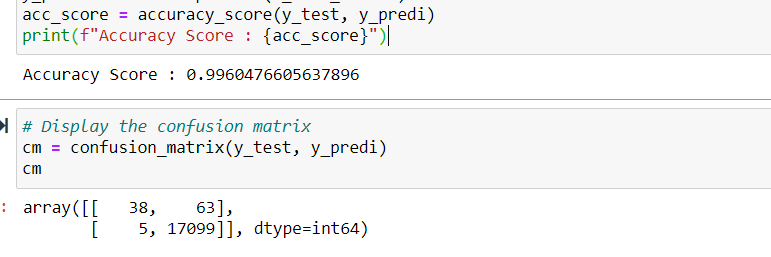 acc_score = accuracy_score(y_test, y_predi)
print(f"Accuracy Score : {acc_score}")
Accuracy Score : 0.9960476605637896
# Display the confusion matrix
cm = confusion_matrix(y_test, y_predi)
cm
: array([[   38,    63],
       [    5, 17099]], dtype=int64)